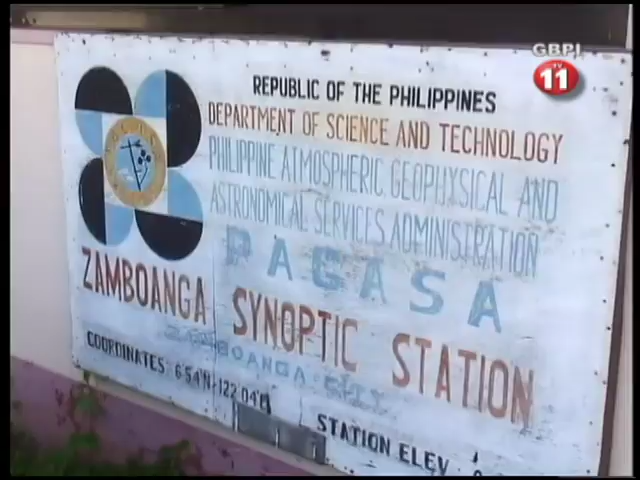 GBPI
TV
11
REPUBLIC OF THE PHILIPPINES
DEPARTMENT OF SCIENCE AND TECHNOLOGY
PHILIPPINE ATMOSPHERIC GEOPHYSICAL AND
ASTRONOMICAL SERVICES ADMINISTRATION
PAGASA
ZAMBOANGA SYNOPTIC STATION
ZAMBOANGA CITY
COORDINATES 6°54'N-122°04'E
STATION ELEV